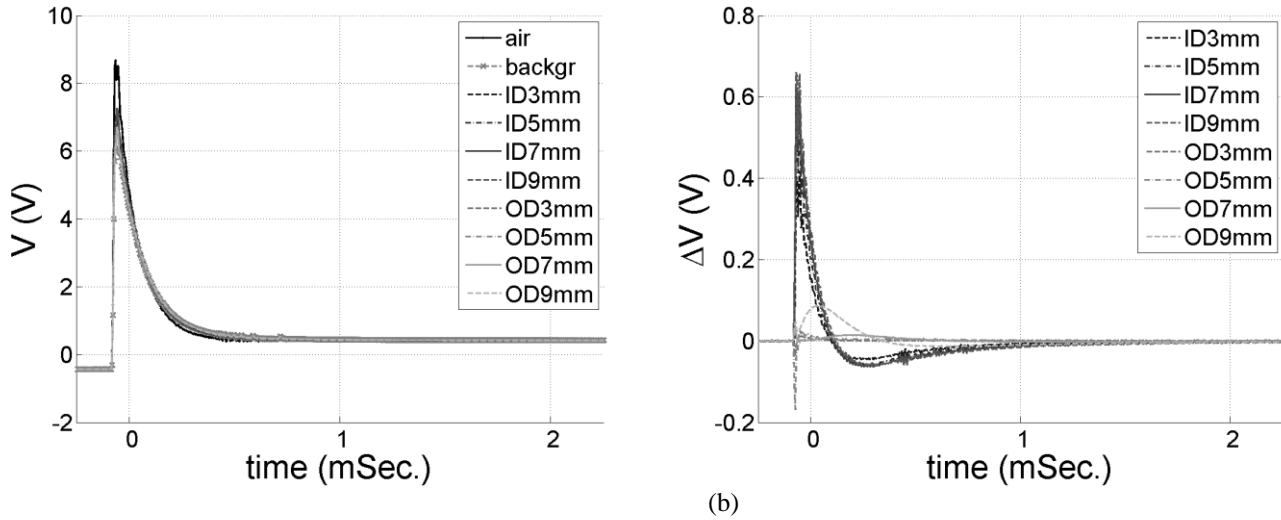 10
8
6
4
2
0
-2
V (V)
0 1 2
time (mSec.)
air
backgr
ID3mm
ID5mm
ID7mm
ID9mm
OD3mm
OD5mm
OD7mm
OD9mm
0.8
0.6
0.4
0.2
0
-0.2
ΔV (V)
0 1 2
time (mSec.)
ID3mm
ID5mm
ID7mm
ID9mm
OD3mm
OD5mm
OD7mm
OD9mm
(b)